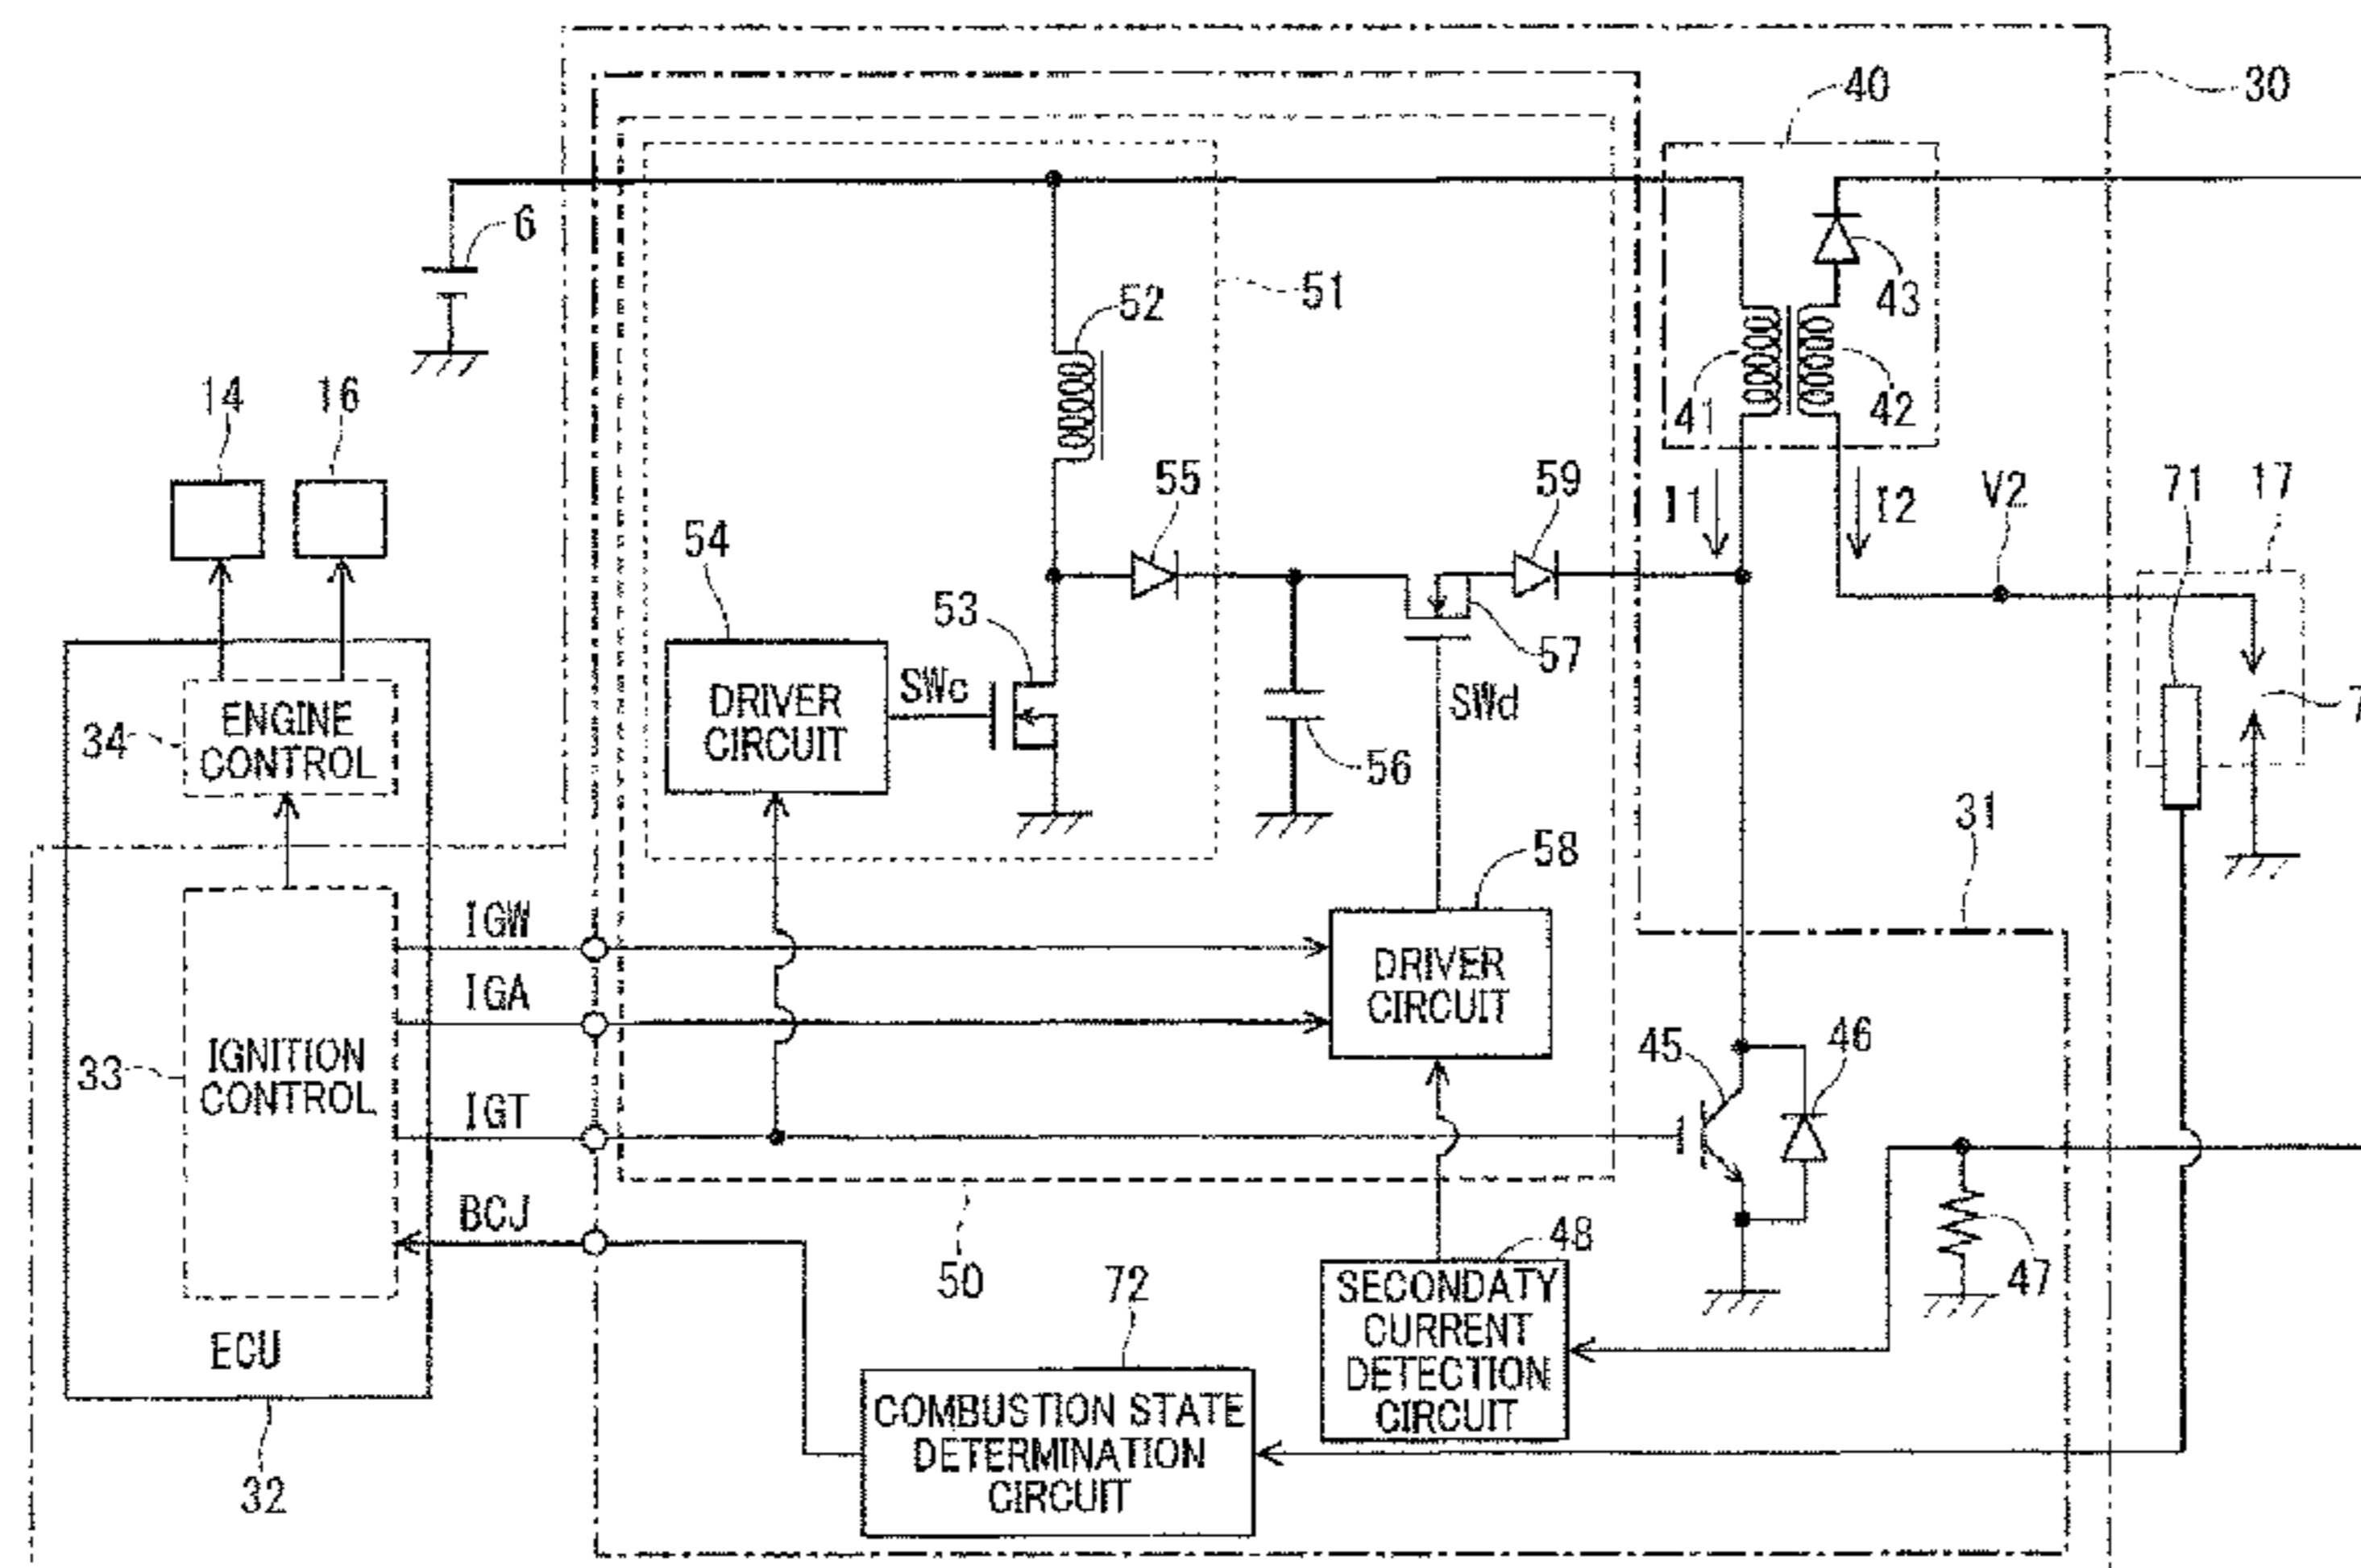 40
30
6
51
52
43
41
42
14
16
55
59
I1
I2
V2
71
17
54
53
57
SWc
SWd
DRIVER
CIRCUIT
56
7
34
ENGINE
CONTROL
31
58
IGW
DRIVER
CIRCUIT
IGA
33
IGNITION
CONTROL
45
46
IGT
BCJ
50
48
47
72
SECONDATY
CURRENT
DETECTION
CIRCUIT
ECU
COMBUSTION STATE
DETERMINATION
CIRCUIT
32